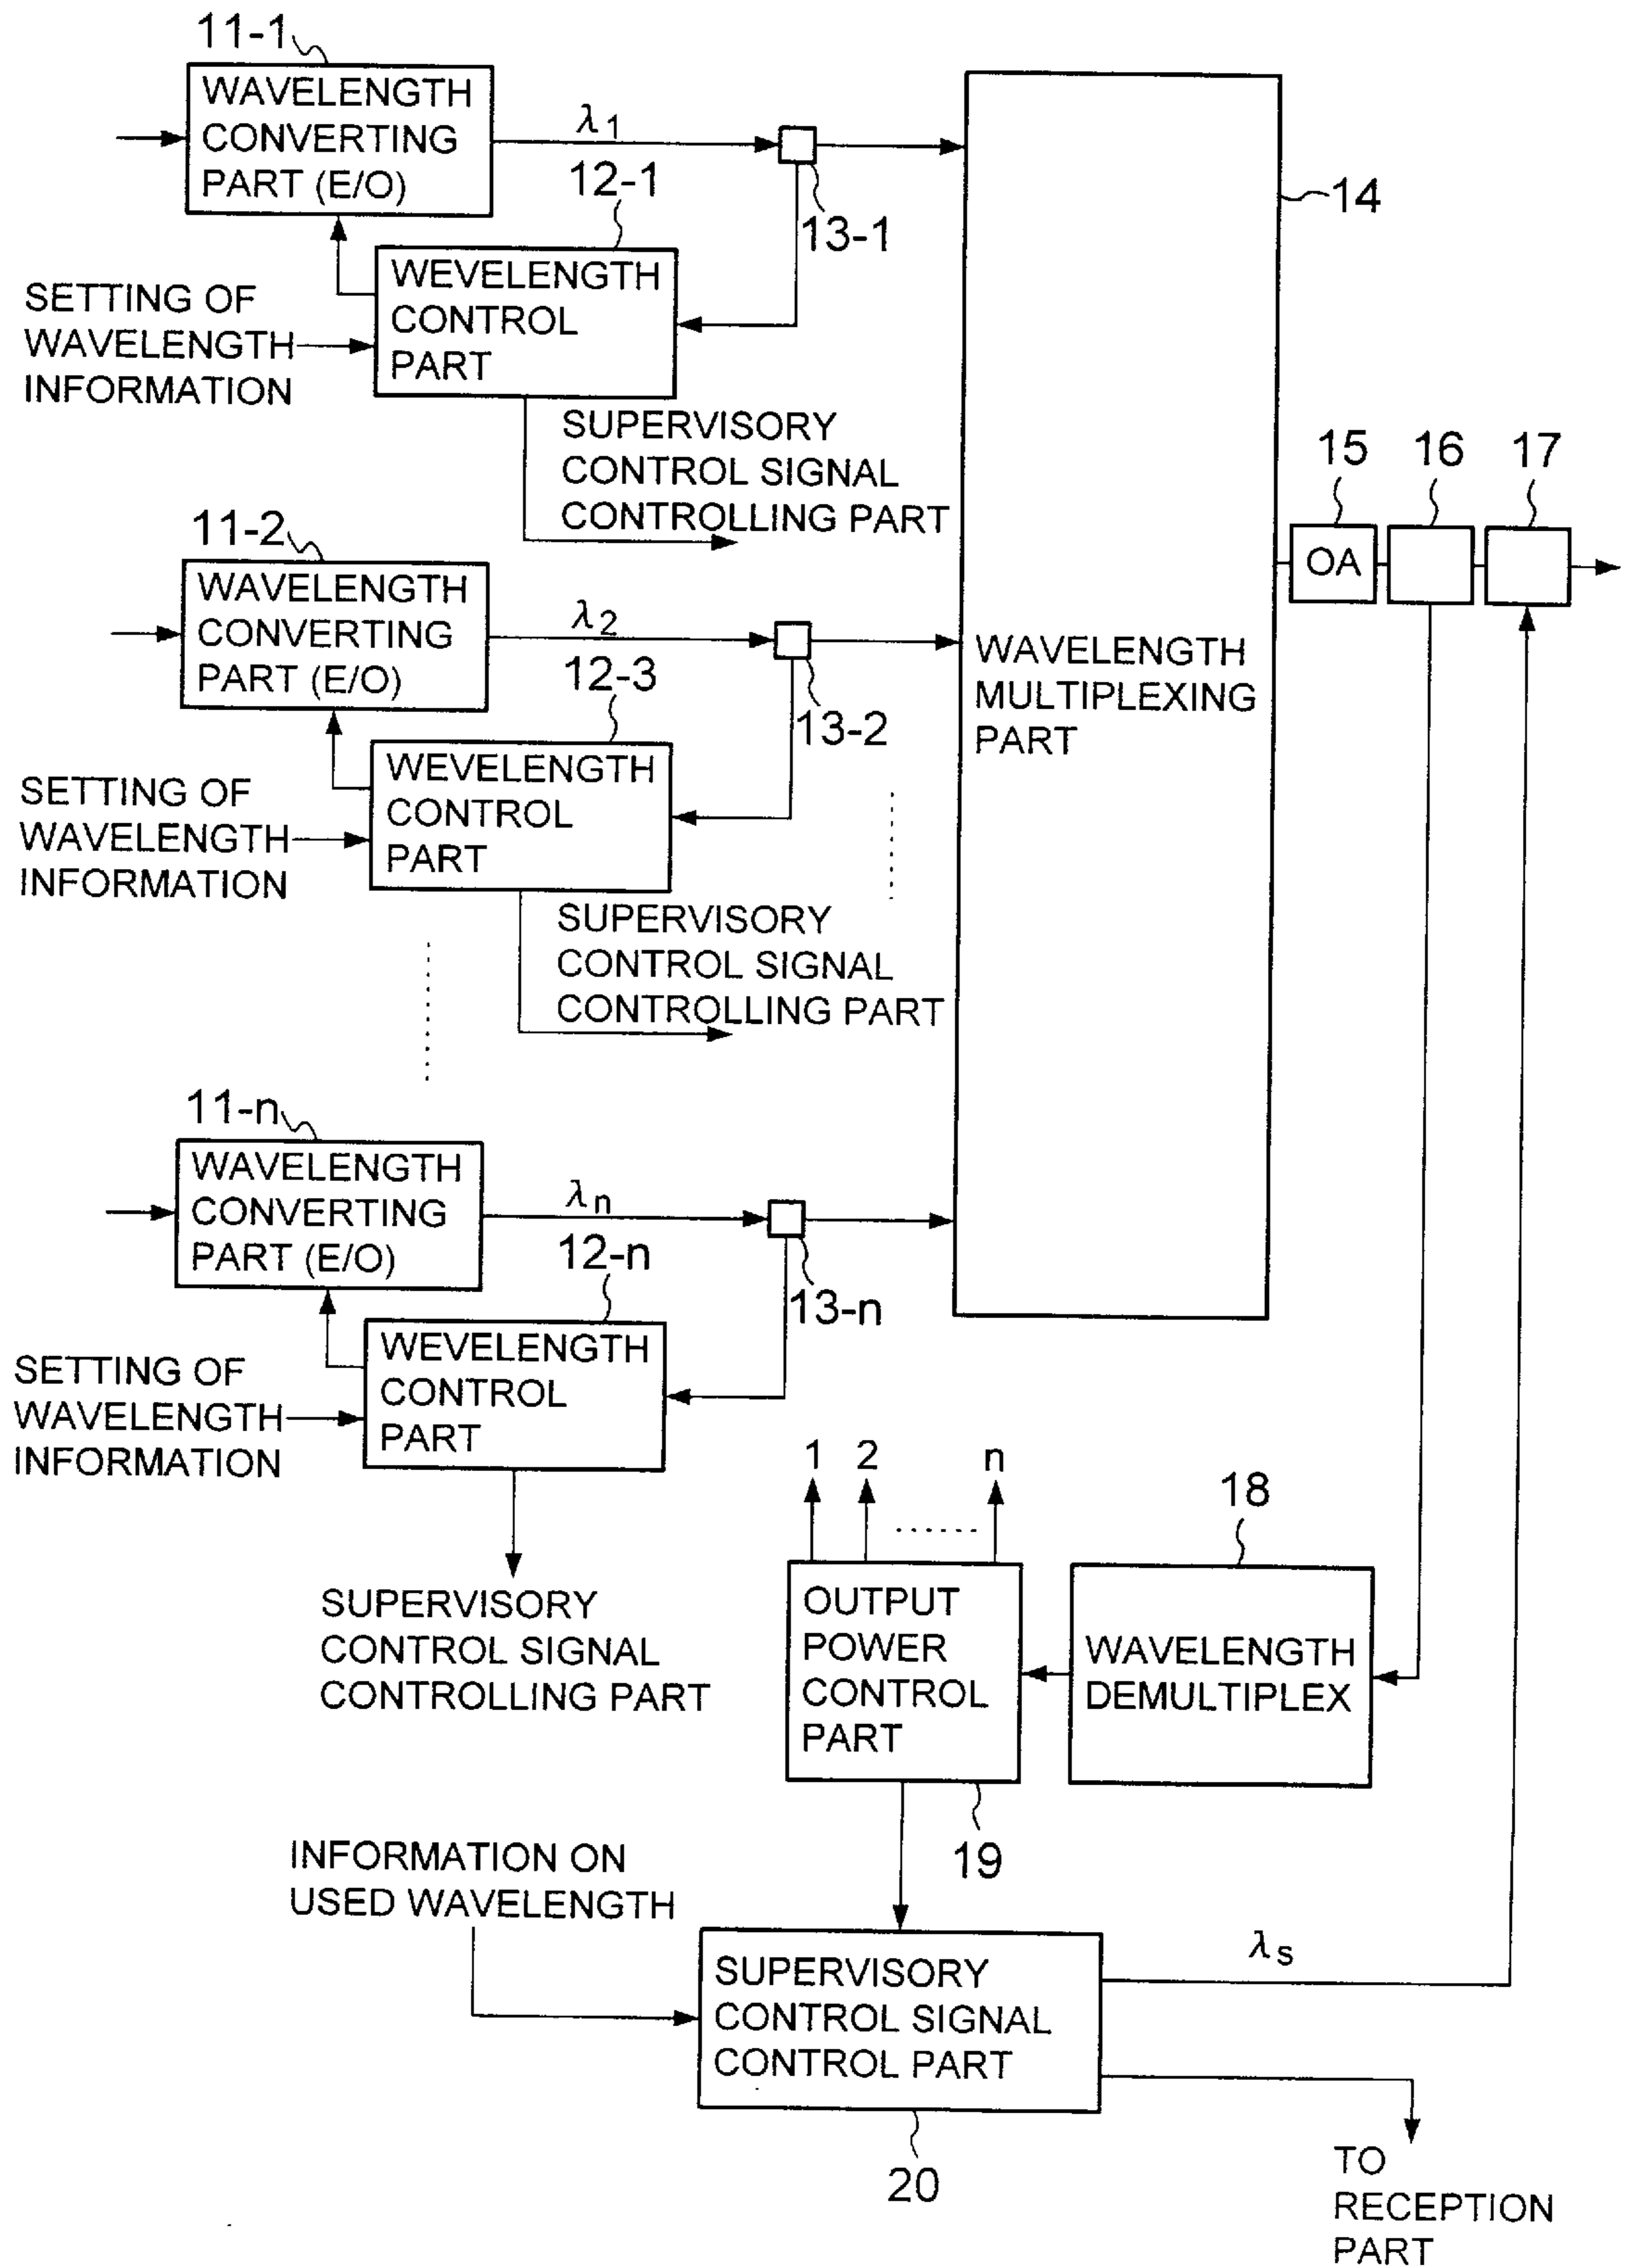 11-1
WAVELENGTH
CONVERTING
PART (E/O)
λ1
12-1
13-1
14
WEVELENGTH
CONTROL
PART
SETTING OF
WAVELENGTH
INFORMATION
SUPERVISORY
CONTROL SIGNAL
CONTROLLING PART
15
16
17
OA
11-2
WAVELENGTH
CONVERTING
PART (E/O)
λ2
12-3
13-2
WAVELENGTH
MULTIPLEXING
PART
WEVELENGTH
CONTROL
PART
SETTING OF
WAVELENGTH
INFORMATION
SUPERVISORY
CONTROL SIGNAL
CONTROLLING PART
11-n
WAVELENGTH
CONVERTING
PART (E/O)
λn
12-n
13-n
WEVELENGTH
CONTROL
PART
SETTING OF
WAVELENGTH
INFORMATION
SUPERVISORY
CONTROL SIGNAL
CONTROLLING PART
1 2 n
18
OUTPUT
POWER
CONTROL
PART
WAVELENGTH
DEMULTIPLEX
19
INFORMATION ON
USED WAVELENGTH
λs
SUPERVISORY
CONTROL SIGNAL
CONTROL PART
20
TO
RECEPTION
PART